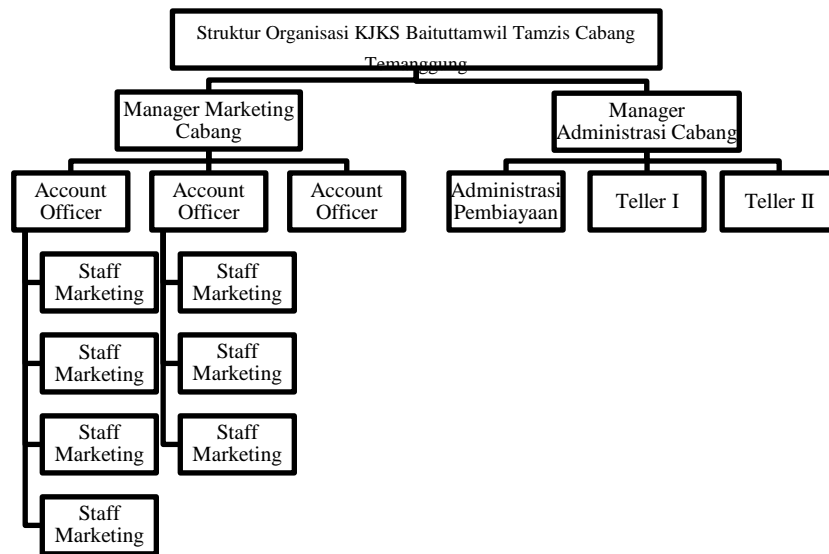 Struktur Organisasi KJKS Baituttamwil Tamzis Cabang
Temanggung
Manager Marketing
Cabang
Manager
Administrasi Cabang
Account
Officer
Account
Officer
Account
Officer
Administrasi
Pembiayaan
Teller I
Teller II
Staff
Marketing
Staff
Marketing
Staff
Marketing
Staff
Marketing
Staff
Marketing
Staff
Marketing
Staff
Marketing